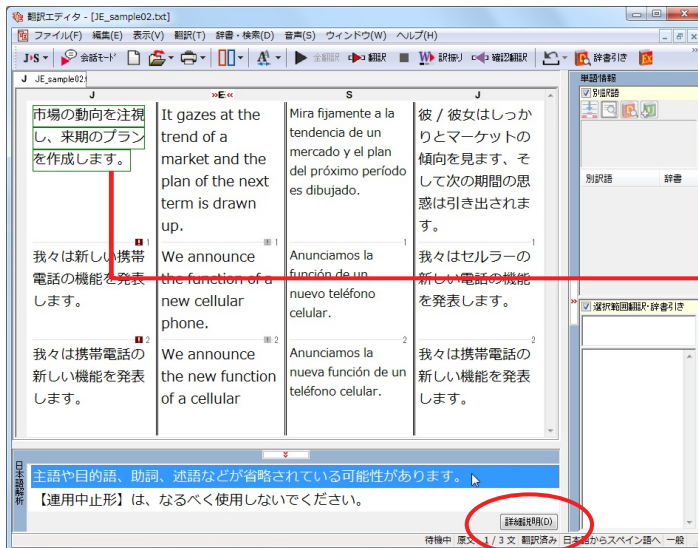 翻訳エディタ - [JE_sample02.txt]
ファイル(F) 編集(E) 表示(V) 翻訳(T) 辞書・検索(D) 音声(S) ウィンドウ(W) ヘルプ(H)
J▸S 会話モード 全翻訳 翻訳 訳振り 確認翻訳 辞書引き
J JE_sample02.t
単語情報
別訳語
別訳語 辞書
選択範囲翻訳・辞書引き
J
市場の動向を注視
し、来期のプラン
を作成します。
1
我々は新しい携帯
電話の機能を発表
します。
2
我々は携帯電話の
新しい機能を発表
します。
»E«
It gazes at the
trend of a
market and the
plan of the next
term is drawn
up.
1
We announce
the function of a
new cellular
phone.
2
We announce
the new function
of a cellular
S
Mira fijamente a la
tendencia de un
mercado y el plan
del próximo período
es dibujado.
1
Anunciamos la
función de un
nuevo teléfono
celular.
2
Anunciamos la
nueva función de un
teléfono celular.
J
彼 / 彼女はしっか
りとマーケットの
傾向を見ます、そ
して次の期間の思
惑は引き出されま
す。
1
我々はセルラーの
新しい電話の機能
を発表します。
2
我々は携帯電話の
新しい機能を発表
します。
日本語解析
主語や目的語、助詞、述語などが省略されている可能性があります。
【連用中止形】は、なるべく使用しないでください。
詳細説明(D)
待機中 原文 1 / 3 文 翻訳済み 日本語からスペイン語へ 一般